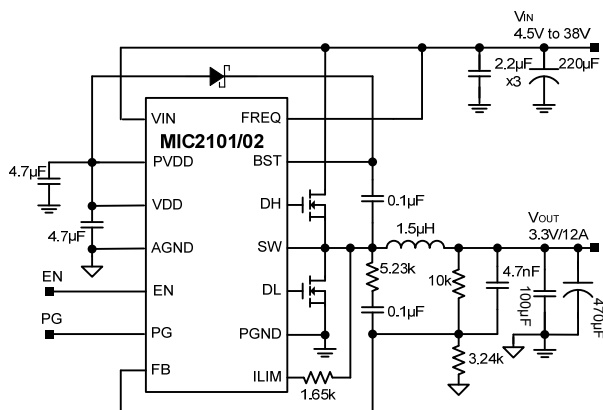 VIN
4.5V to 38V
2.2µF
x3
220µF
VIN
FREQ
MIC2101/02
4.7µF
PVDD
BST
0.1µF
VDD
DH
4.7µF
1.5µH
VOUT
3.3V/12A
AGND
SW
5.23k
10k
4.7nF
100µF
470µF
EN
EN
DL
0.1µF
PG
PG
PGND
3.24k
FB
ILIM
1.65k